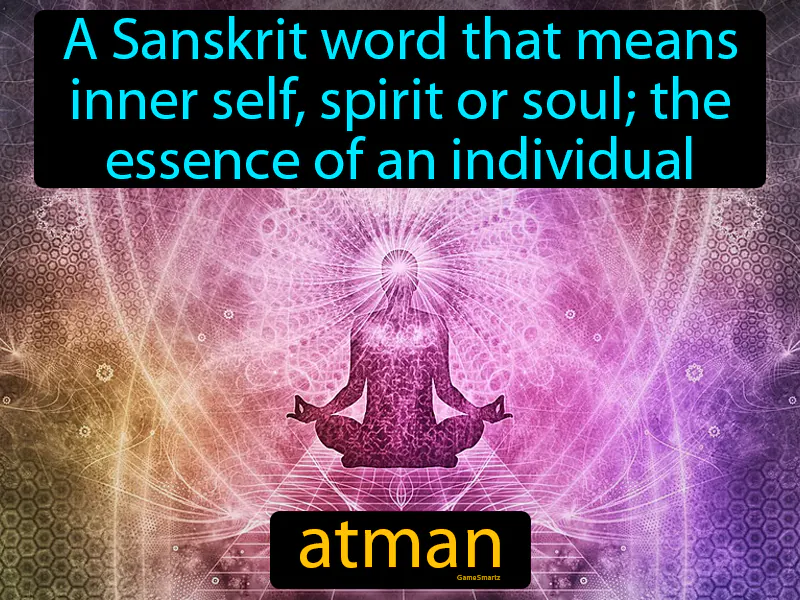 A Sanskrit word that means
inner self, spirit or soul; the
essence of an individual
atman
GameSmartz